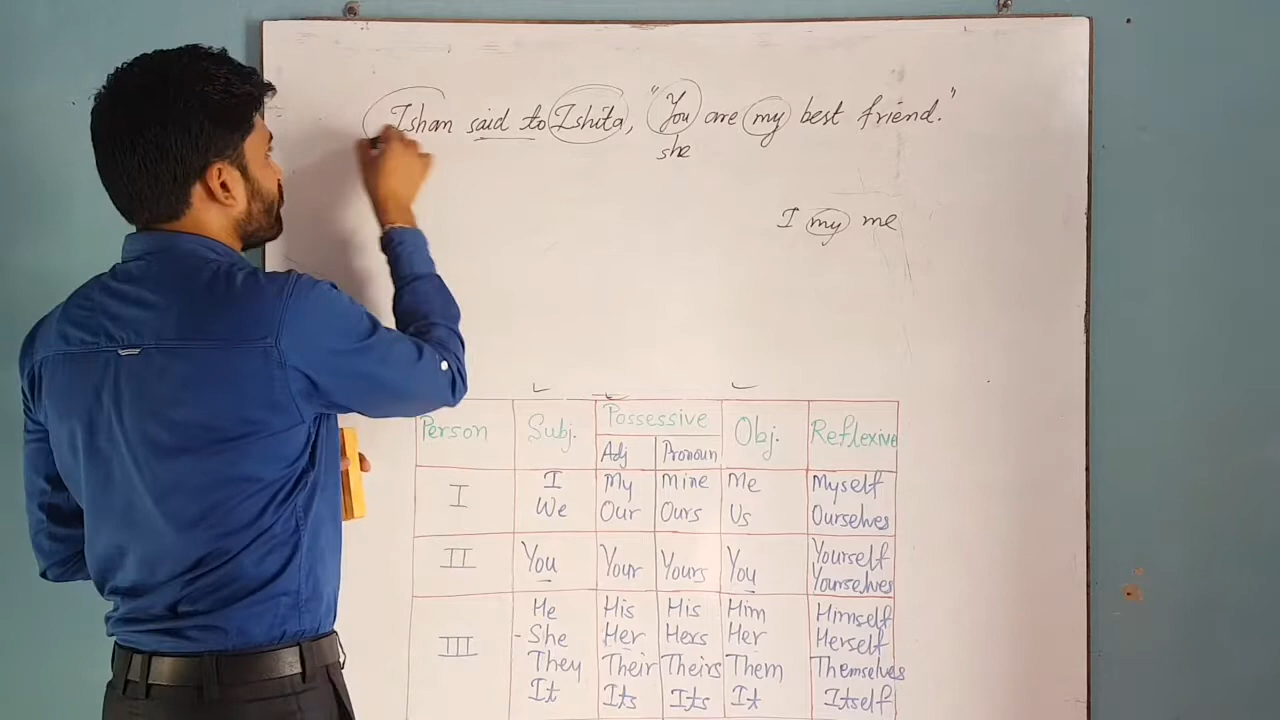 Ishan said to Ishita, "You are my best friend."
she
I my me
Person Subj. Possessive Obj. Reflexive
Adj Pronoun
I I My Mine Me Myself
We Our Ours Us Ourselves
II You Your Yours You Yourself
Yourselves
He His His Him Himself
III She Her Hers Her Herself
They Their Theirs Them Themselves
It Its Its It Itself